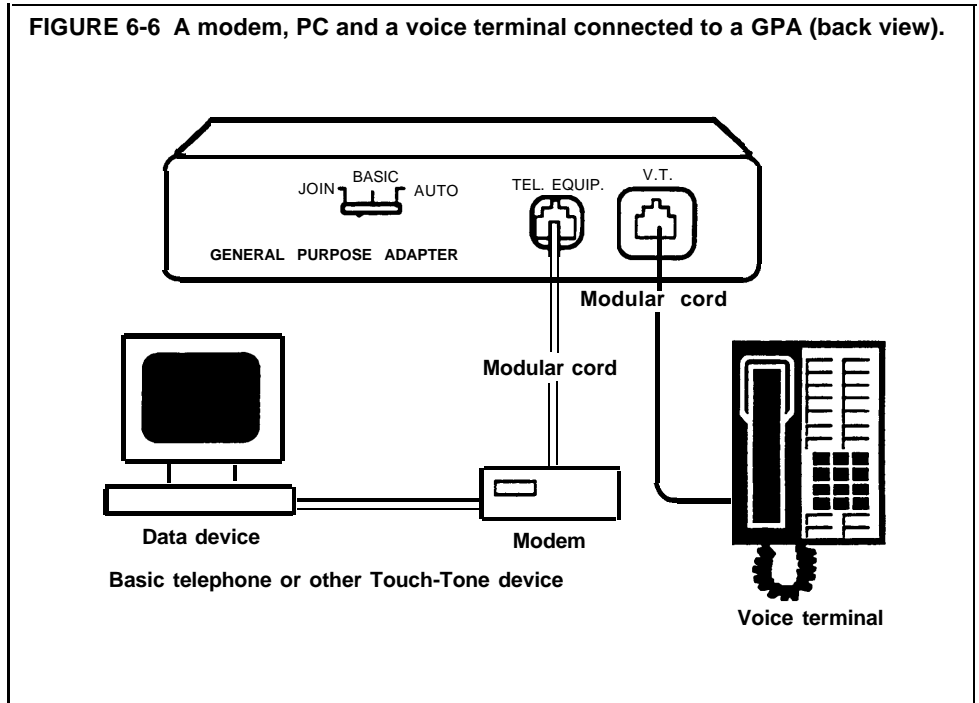 FIGURE 6-6 A modem, PC and a voice terminal connected to a GPA (back view).
JOIN BASIC AUTO
TEL. EQUIP.
V.T.
GENERAL PURPOSE ADAPTER
Modular cord
Modular cord
Data device
Modem
Basic telephone or other Touch-Tone device
Voice terminal